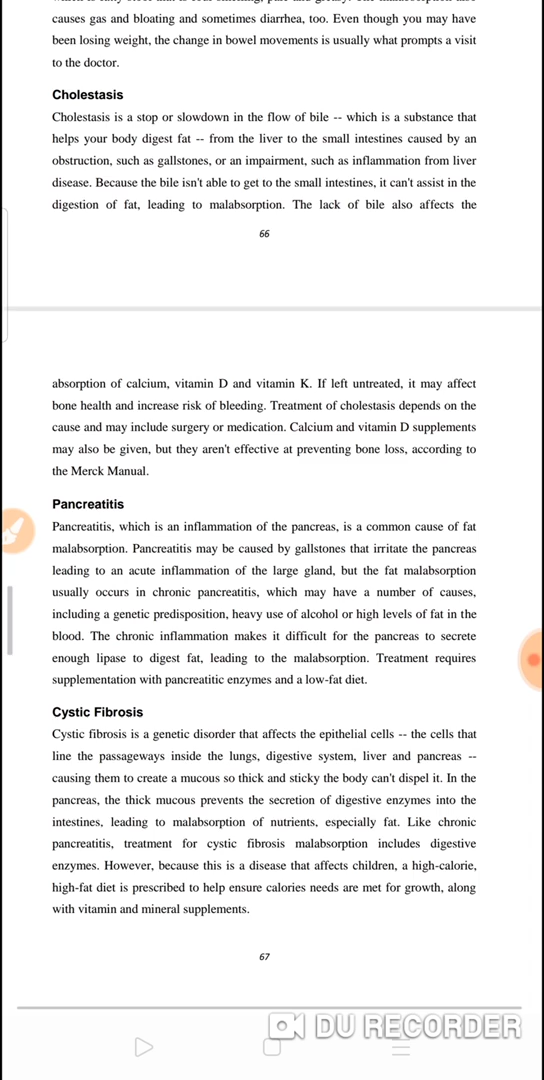 causes gas and bloating and sometimes diarrhea, too. Even though you may have
been losing weight, the change in bowel movements is usually what prompts a visit
to the doctor.
Cholestasis
Cholestasis is a stop or slowdown in the flow of bile -- which is a substance that
helps your body digest fat -- from the liver to the small intestines caused by an
obstruction, such as gallstones, or an impairment, such as inflammation from liver
disease. Because the bile isn't able to get to the small intestines, it can't assist in the
digestion of fat, leading to malabsorption. The lack of bile also affects the
66
absorption of calcium, vitamin D and vitamin K. If left untreated, it may affect
bone health and increase risk of bleeding. Treatment of cholestasis depends on the
cause and may include surgery or medication. Calcium and vitamin D supplements
may also be given, but they aren't effective at preventing bone loss, according to
the Merck Manual.
Pancreatitis
Pancreatitis, which is an inflammation of the pancreas, is a common cause of fat
malabsorption. Pancreatitis may be caused by gallstones that irritate the pancreas
leading to an acute inflammation of the large gland, but the fat malabsorption
usually occurs in chronic pancreatitis, which may have a number of causes,
including a genetic predisposition, heavy use of alcohol or high levels of fat in the
blood. The chronic inflammation makes it difficult for the pancreas to secrete
enough lipase to digest fat, leading to the malabsorption. Treatment requires
supplementation with pancreatitic enzymes and a low-fat diet.
Cystic Fibrosis
Cystic fibrosis is a genetic disorder that affects the epithelial cells -- the cells that
line the passageways inside the lungs, digestive system, liver and pancreas --
causing them to create a mucous so thick and sticky the body can't dispel it. In the
pancreas, the thick mucous prevents the secretion of digestive enzymes into the
intestines, leading to malabsorption of nutrients, especially fat. Like chronic
pancreatitis, treatment for cystic fibrosis malabsorption includes digestive
enzymes. However, because this is a disease that affects children, a high-calorie,
high-fat diet is prescribed to help ensure calories needs are met for growth, along
with vitamin and mineral supplements.
67
DU RECORDER